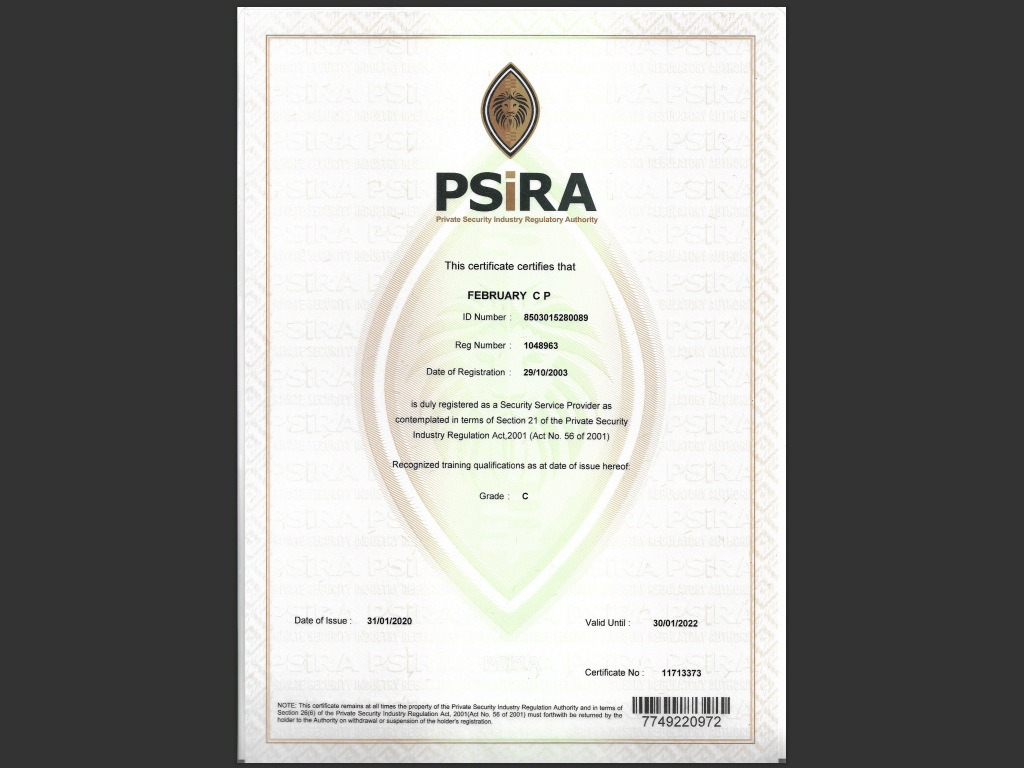 PSiRA
Private Security Industry Regulatory Authority
This certificate certifies that
FEBRUARY C P
ID Number : 8503015280089
Reg Number : 1048963
Date of Registration : 29/10/2003
is duly registered as a Security Service Provider as
contemplated in terms of Section 21 of the Private Security
Industry Regulation Act,2001 (Act No. 56 of 2001)
Recognized training qualifications as at date of issue hereof:
Grade : C
Date of Issue : 31/01/2020
Valid Until : 30/01/2022
PSiRA
Certificate No : 11713373
NOTE: This certificate remains at all times the property of the Private Security Industry Regulation Authority and in terms of
Section 26(6) of the Private Security Industry Regulation Act, 2001(Act No. 56 of 2001) must forthwith be returned by the
holder to the Authority on withdrawal or suspension of the holder's registration.
7749220972